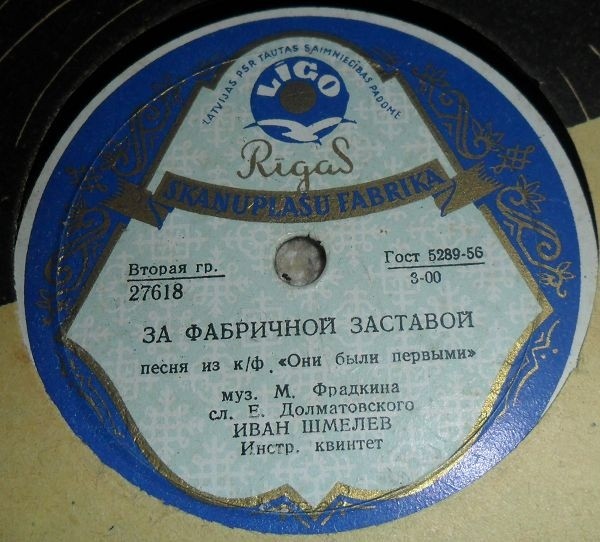 LATVIJAS PSR TAUTAS SAIMNIECĪBAS PADOME
LĪGO
Rīgas
SKAŅUPLAŠU FABRIKA
Вторая гр.
27618
Гост 5289-56
3-00
ЗА ФАБРИЧНОЙ ЗАСТАВОЙ
песня из к/ф. «Они были первыми»
муз. М. Фрадкина
сл. Е. Долматовского
ИВАН ШМЕЛЕВ
Инстр. квинтет